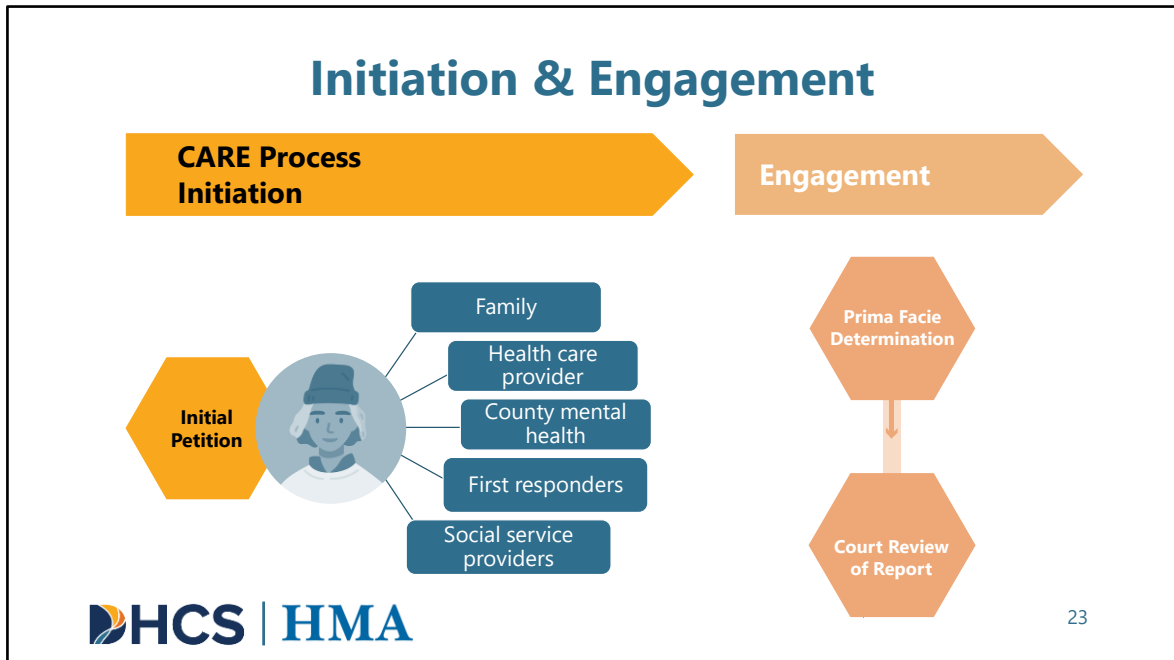 Initiation & Engagement
CARE Process
Initiation
Engagement
Initial
Petition
Family
Health care
provider
County mental
health
First responders
Social service
providers
Prima Facie
Determination
Court Review
of Report
DHCS | HMA
23